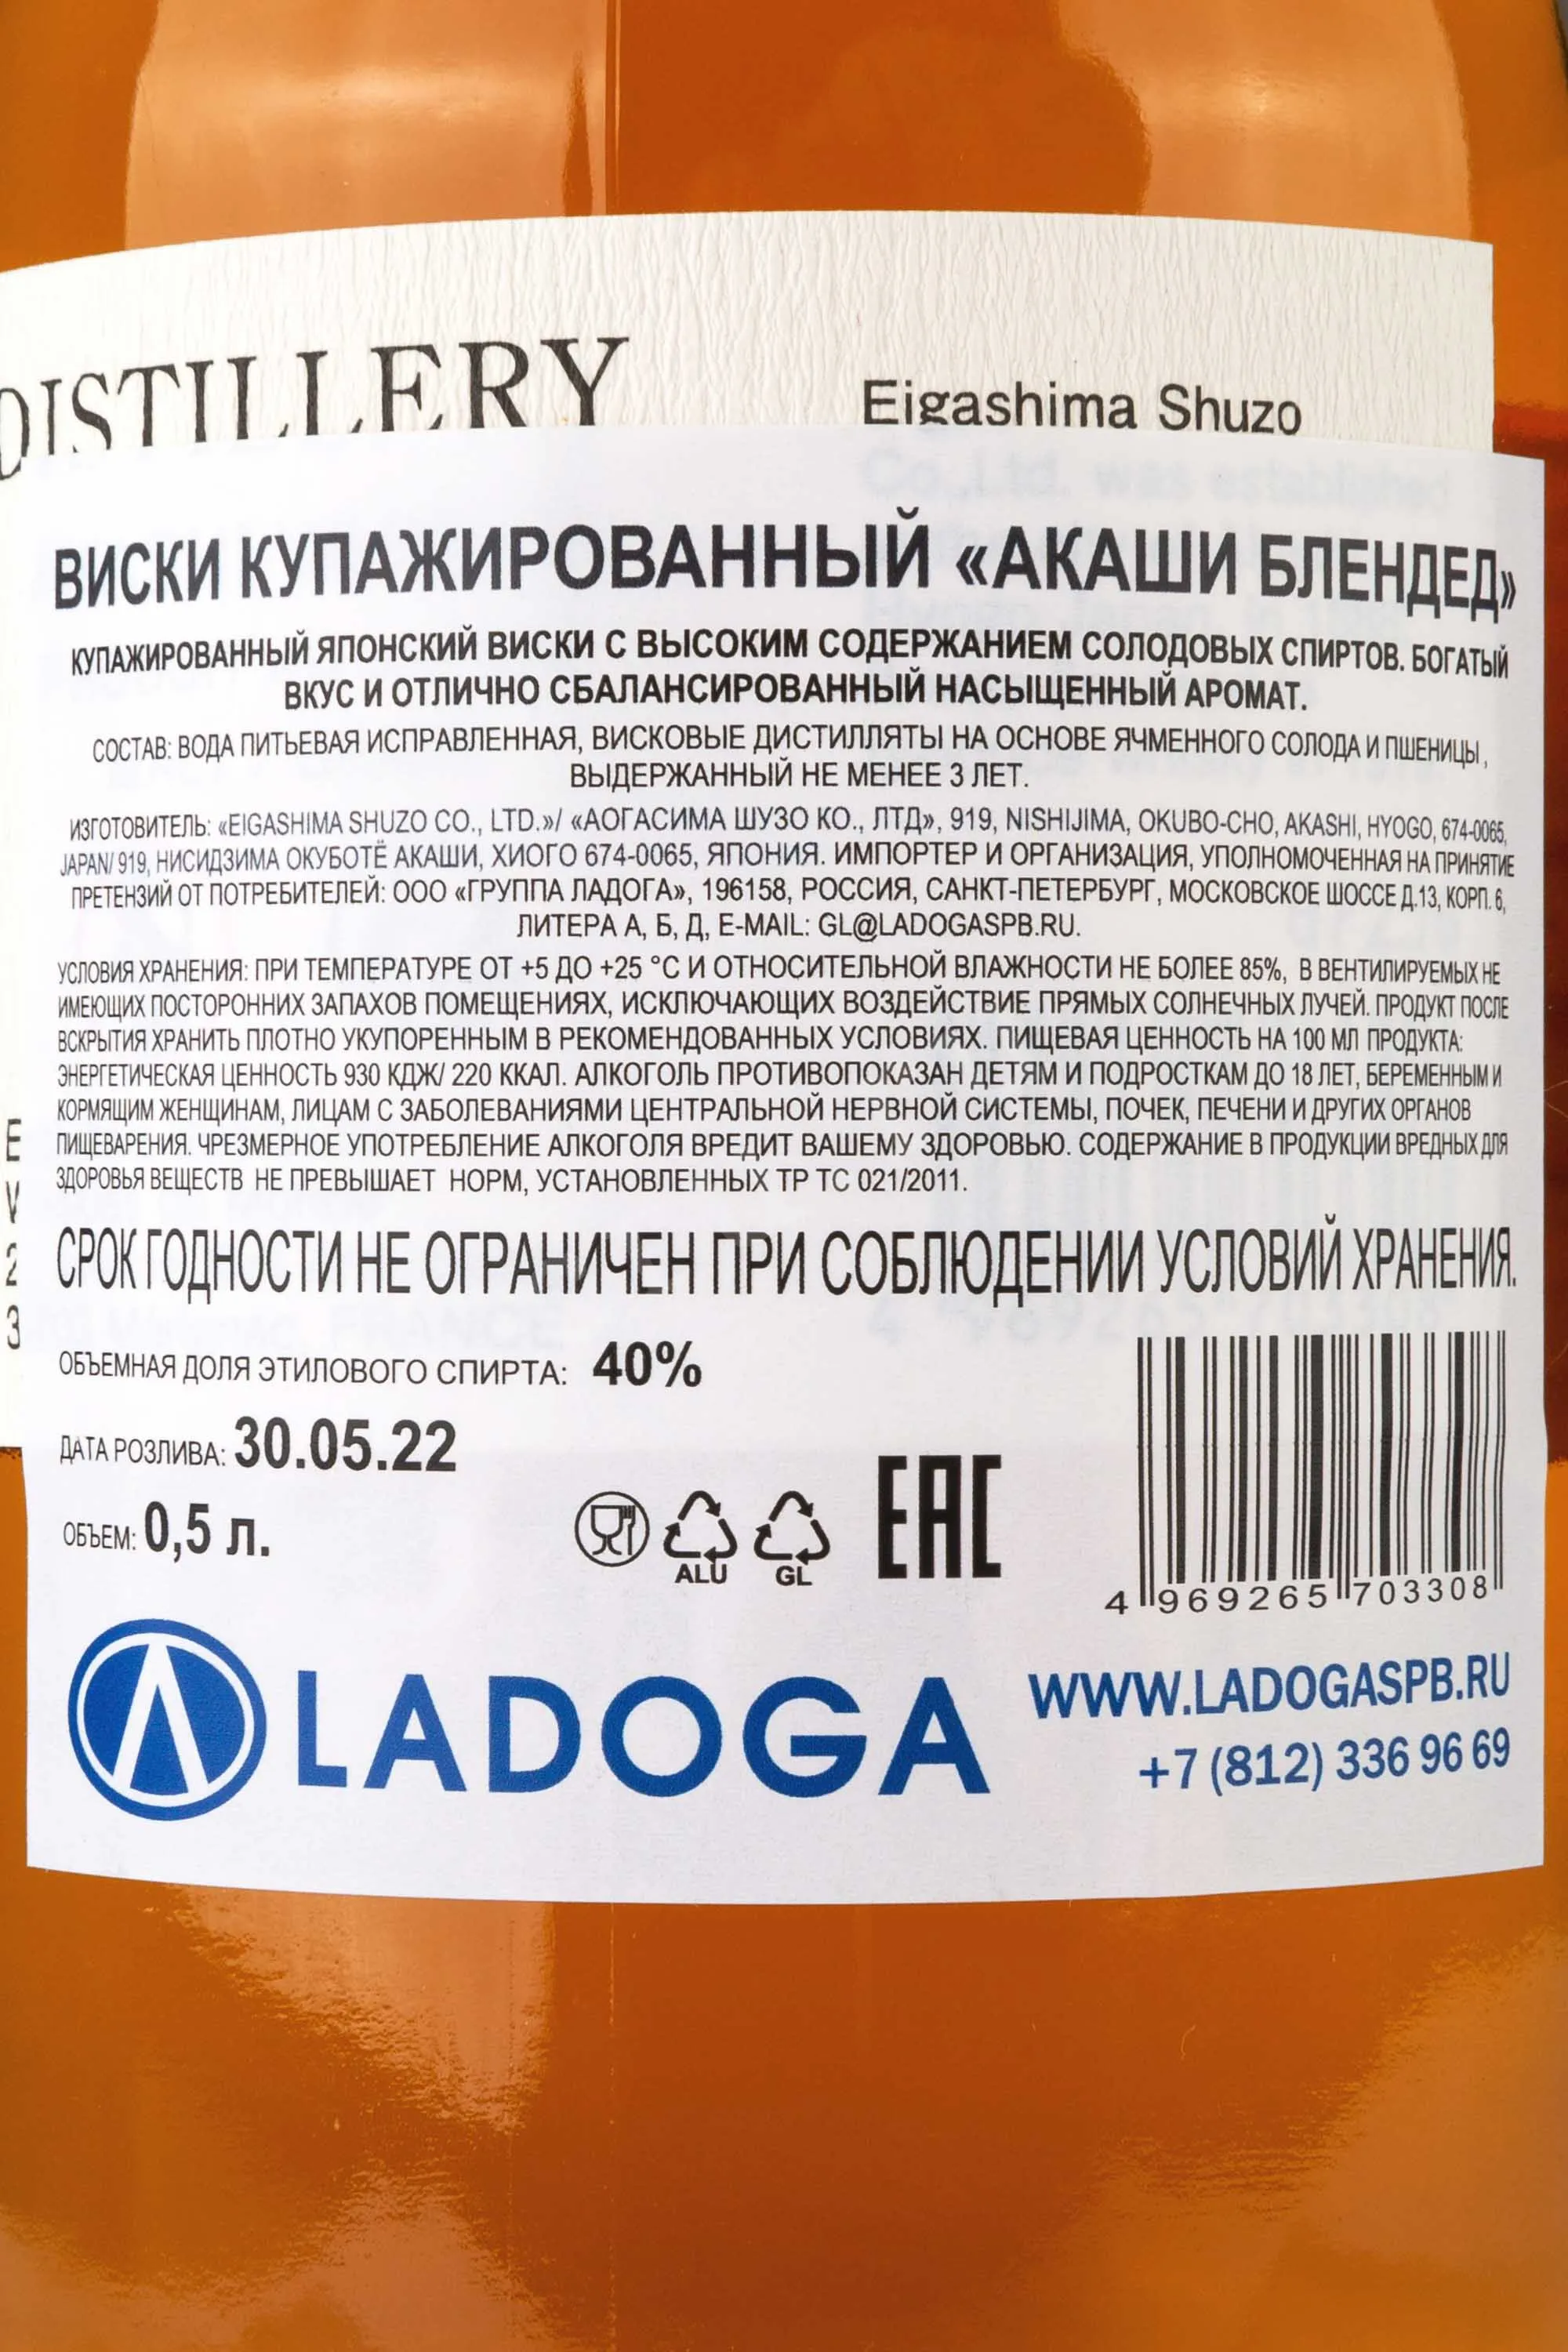 DISTILLERY
Eigashima Shuzo
ВИСКИ КУПАЖИРОВАННЫЙ «АКАШИ БЛЕНДЕД»
КУПАЖИРОВАННЫЙ ЯПОНСКИЙ ВИСКИ С ВЫСОКИМ СОДЕРЖАНИЕМ СОЛОДОВЫХ СПИРТОВ. БОГАТЫЙ
ВКУС И ОТЛИЧНО СБАЛАНСИРОВАННЫЙ НАСЫЩЕННЫЙ АРОМАТ.
СОСТАВ: ВОДА ПИТЬЕВАЯ ИСПРАВЛЕННАЯ, ВИСКОВЫЕ ДИСТИЛЛЯТЫ НА ОСНОВЕ ЯЧМЕННОГО СОЛОДА И ПШЕНИЦЫ,
ВЫДЕРЖАННЫЙ НЕ МЕНЕЕ 3 ЛЕТ.
ИЗГОТОВИТЕЛЬ: «EIGASHIMA SHUZO CO., LTD.»/ «АОГАСИМА ШУЗО КО., ЛТД», 919, NISHIJIMA, OKUBO-CHO, AKASHI, HYOGO, 674-0065,
JAPAN/ 919, НИСИДЗИМА ОКУБОТЁ АКАШИ, ХИОГО 674-0065, ЯПОНИЯ. ИМПОРТЕР И ОРГАНИЗАЦИЯ, УПОЛНОМОЧЕННАЯ НА ПРИНЯТИЕ
ПРЕТЕНЗИЙ ОТ ПОТРЕБИТЕЛЕЙ: ООО «ГРУППА ЛАДОГА», 196158, РОССИЯ, САНКТ-ПЕТЕРБУРГ, МОСКОВСКОЕ ШОССЕ Д.13, КОРП. 6,
ЛИТЕРА А, Б, Д, E-MAIL: GL@LADOGASPB.RU.
УСЛОВИЯ ХРАНЕНИЯ: ПРИ ТЕМПЕРАТУРЕ ОТ +5 ДО +25 °С И ОТНОСИТЕЛЬНОЙ ВЛАЖНОСТИ НЕ БОЛЕЕ 85%, В ВЕНТИЛИРУЕМЫХ НЕ
ИМЕЮЩИХ ПОСТОРОННИХ ЗАПАХОВ ПОМЕЩЕНИЯХ, ИСКЛЮЧАЮЩИХ ВОЗДЕЙСТВИЕ ПРЯМЫХ СОЛНЕЧНЫХ ЛУЧЕЙ. ПРОДУКТ ПОСЛЕ
ВСКРЫТИЯ ХРАНИТЬ ПЛОТНО УКУПОРЕННЫМ В РЕКОМЕНДОВАННЫХ УСЛОВИЯХ. ПИЩЕВАЯ ЦЕННОСТЬ НА 100 МЛ ПРОДУКТА:
ЭНЕРГЕТИЧЕСКАЯ ЦЕННОСТЬ 930 КДЖ/ 220 ККАЛ. АЛКОГОЛЬ ПРОТИВОПОКАЗАН ДЕТЯМ И ПОДРОСТКАМ ДО 18 ЛЕТ, БЕРЕМЕННЫМ И
КОРМЯЩИМ ЖЕНЩИНАМ, ЛИЦАМ С ЗАБОЛЕВАНИЯМИ ЦЕНТРАЛЬНОЙ НЕРВНОЙ СИСТЕМЫ, ПОЧЕК, ПЕЧЕНИ И ДРУГИХ ОРГАНОВ
ПИЩЕВАРЕНИЯ. ЧРЕЗМЕРНОЕ УПОТРЕБЛЕНИЕ АЛКОГОЛЯ ВРЕДИТ ВАШЕМУ ЗДОРОВЬЮ. СОДЕРЖАНИЕ В ПРОДУКЦИИ ВРЕДНЫХ ДЛЯ
ЗДОРОВЬЯ ВЕЩЕСТВ НЕ ПРЕВЫШАЕТ НОРМ, УСТАНОВЛЕННЫХ ТР ТС 021/2011.
СРОК ГОДНОСТИ НЕ ОГРАНИЧЕН ПРИ СОБЛЮДЕНИИ УСЛОВИЙ ХРАНЕНИЯ.
ОБЪЕМНАЯ ДОЛЯ ЭТИЛОВОГО СПИРТА: 40%
ДАТА РОЗЛИВА: 30.05.22
ОБЪЕМ: 0,5 л.
ALU
GL
EAC
4 969265 703308
LADOGA
WWW.LADOGASPB.RU
+7 (812) 336 96 69